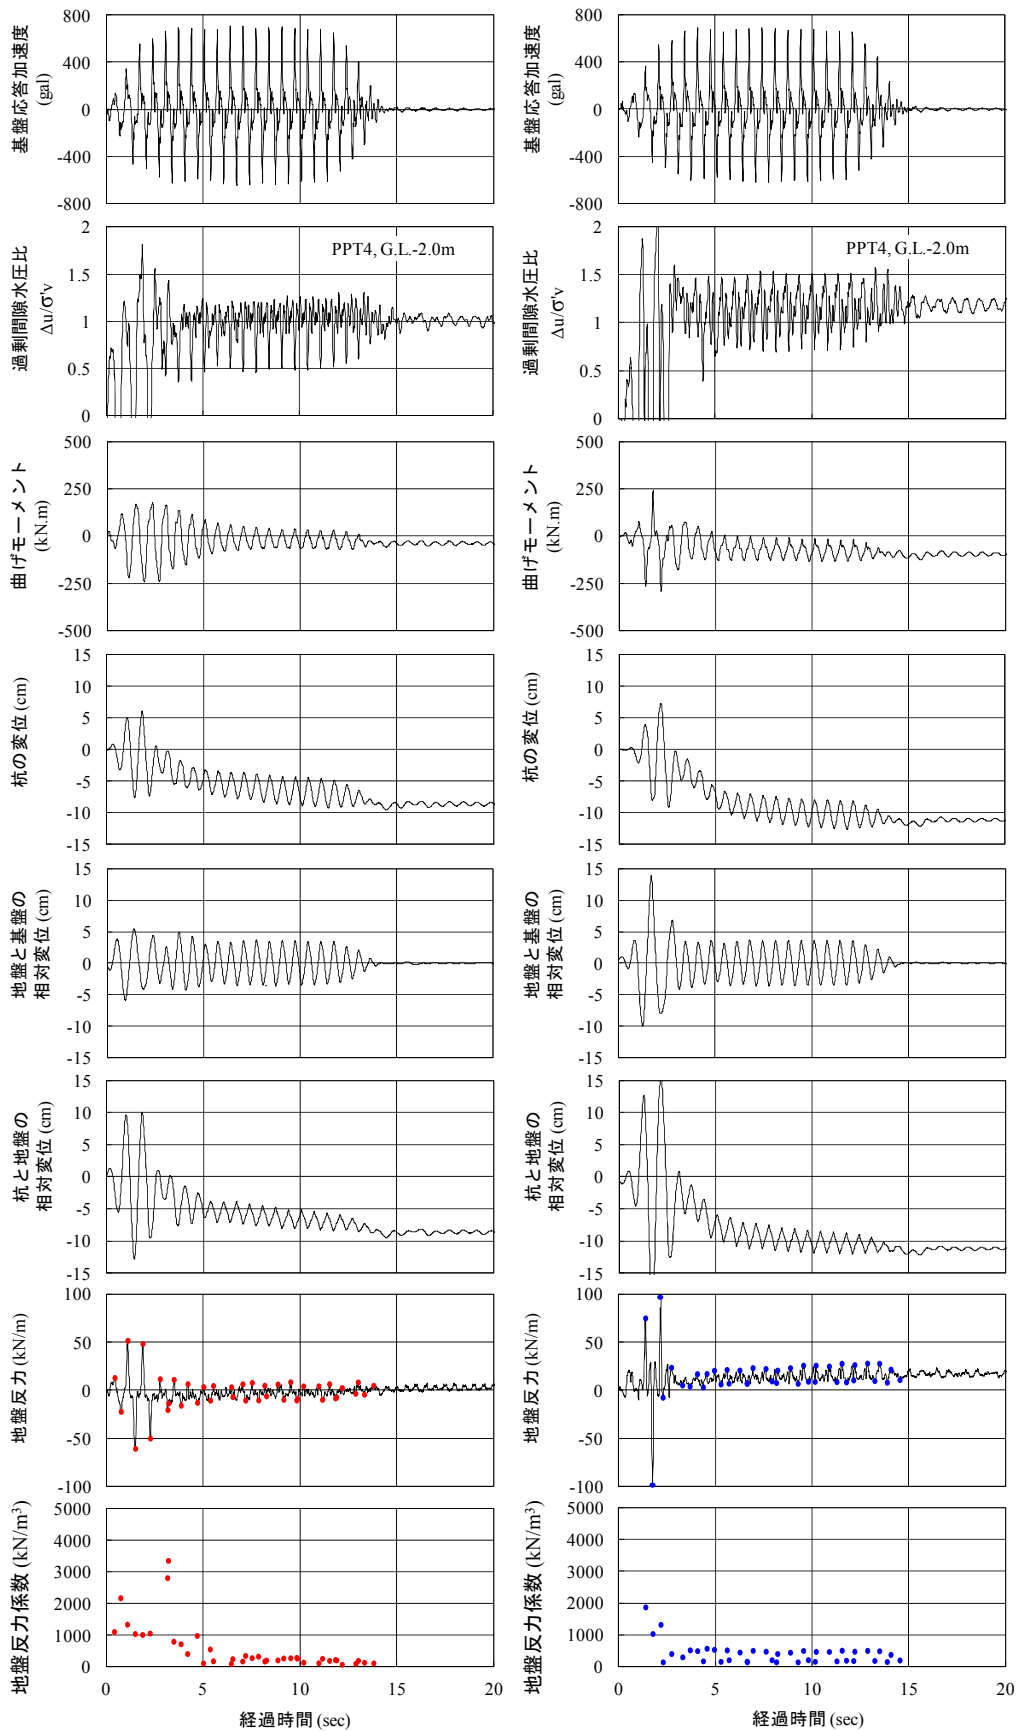 基盤応答加速度
(gal)
800
400
0
-400
-800
基盤応答加速度
(gal)
800
400
0
-400
-800
過剰間隙水圧比
Δu/σ'v
2
1.5
1
0.5
0
PPT4, G.L.-2.0m
過剰間隙水圧比
Δu/σ'v
2
1.5
1
0.5
0
PPT4, G.L.-2.0m
曲げモーメント
(kN.m)
500
250
0
-250
-500
曲げモーメント
(kN.m)
500
250
0
-250
-500
杭の変位 (cm)
15
10
5
0
-5
-10
-15
杭の変位 (cm)
15
10
5
0
-5
-10
-15
地盤と基盤の
相対変位 (cm)
15
10
5
0
-5
-10
-15
地盤と基盤の
相対変位 (cm)
15
10
5
0
-5
-10
-15
杭と地盤の
相対変位 (cm)
15
10
5
0
-5
-10
-15
杭と地盤の
相対変位 (cm)
15
10
5
0
-5
-10
-15
地盤反力 (kN/m)
100
50
0
-50
-100
地盤反力 (kN/m)
100
50
0
-50
-100
地盤反力係数 (kN/m³)
5000
4000
3000
2000
1000
0
0 5 10 15 20
経過時間 (sec)
地盤反力係数 (kN/m³)
5000
4000
3000
2000
1000
0
0 5 10 15 20
経過時間 (sec)